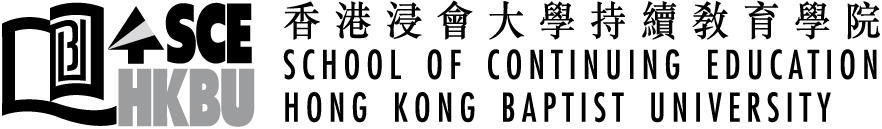 SCE
HKBU
香港浸會大學持續教育學院
SCHOOL OF CONTINUING EDUCATION
HONG KONG BAPTIST UNIVERSITY